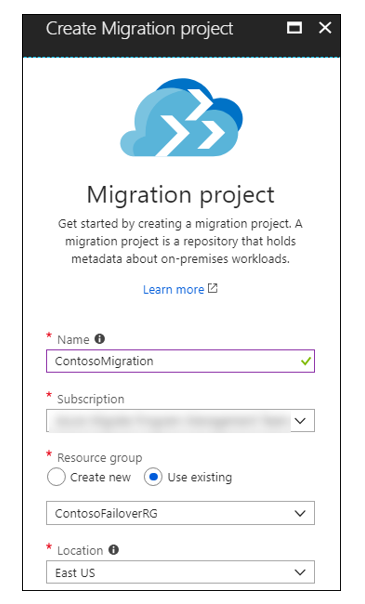 Create Migration project
Migration project
Get started by creating a migration project. A
migration project is a repository that holds
metadata about on-premises workloads.
Learn more
* Name
ContosoMigration
* Subscription
* Resource group
Create new Use existing
ContosoFailoverRG
* Location
East US